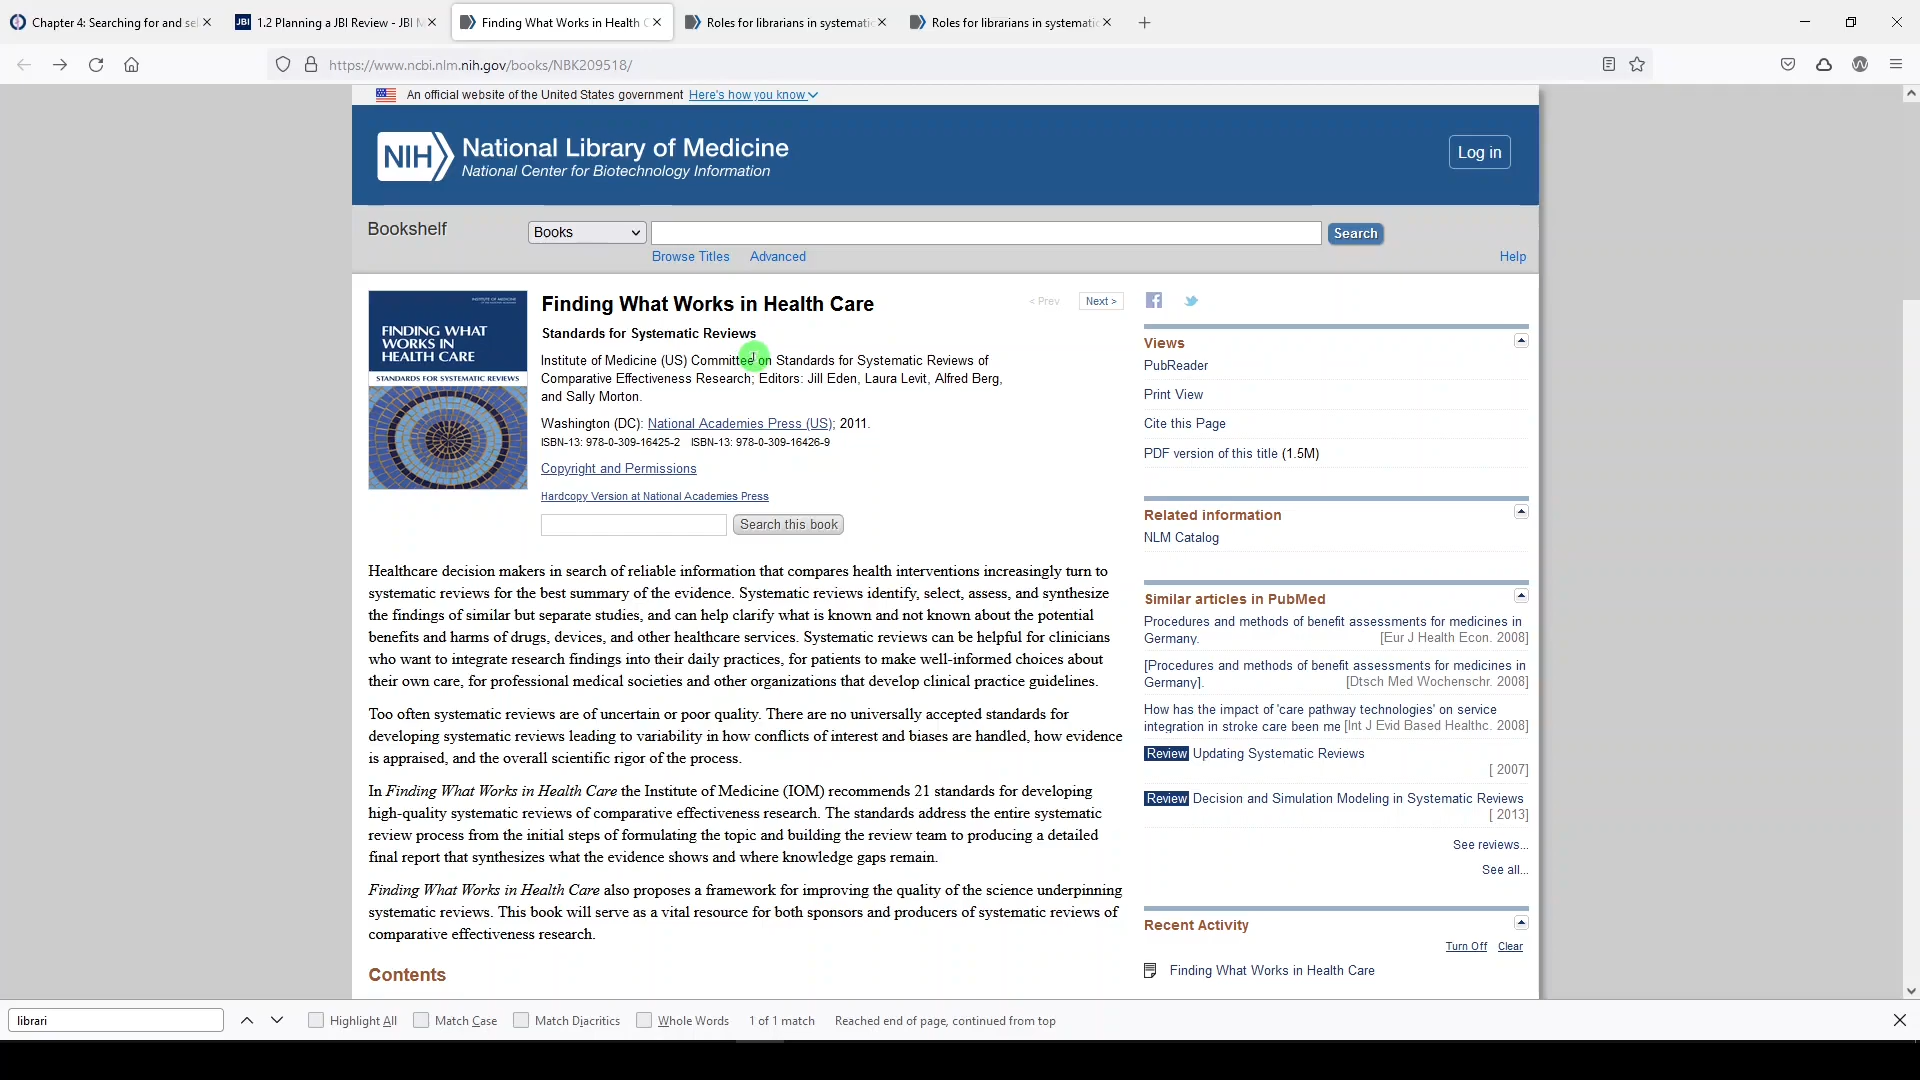 Chapter 4: Searching for and se
1.2 Planning a JBI Review - JBI M
Finding What Works in Health C
Roles for librarians in systematic
Roles for librarians in systematic
https://www.ncbi.nlm.nih.gov/books/NBK209518/
An official website of the United States government Here's how you know
NIH National Library of Medicine
National Center for Biotechnology Information
Log in
Bookshelf
Books
Search
Browse Titles Advanced
Help
INSTITUTE OF MEDICINE
FINDING WHAT
WORKS IN
HEALTH CARE
STANDARDS FOR SYSTEMATIC REVIEWS
Finding What Works in Health Care
< Prev
Next >
Standards for Systematic Reviews
Institute of Medicine (US) Committee on Standards for Systematic Reviews of
Comparative Effectiveness Research; Editors: Jill Eden, Laura Levit, Alfred Berg,
and Sally Morton.
Washington (DC): National Academies Press (US); 2011.
ISBN-13: 978-0-309-16425-2 ISBN-13: 978-0-309-16426-9
Copyright and Permissions
Hardcopy Version at National Academies Press
Search this book
Healthcare decision makers in search of reliable information that compares health interventions increasingly turn to
systematic reviews for the best summary of the evidence. Systematic reviews identify, select, assess, and synthesize
the findings of similar but separate studies, and can help clarify what is known and not known about the potential
benefits and harms of drugs, devices, and other healthcare services. Systematic reviews can be helpful for clinicians
who want to integrate research findings into their daily practices, for patients to make well-informed choices about
their own care, for professional medical societies and other organizations that develop clinical practice guidelines.
Too often systematic reviews are of uncertain or poor quality. There are no universally accepted standards for
developing systematic reviews leading to variability in how conflicts of interest and biases are handled, how evidence
is appraised, and the overall scientific rigor of the process.
In Finding What Works in Health Care the Institute of Medicine (IOM) recommends 21 standards for developing
high-quality systematic reviews of comparative effectiveness research. The standards address the entire systematic
review process from the initial steps of formulating the topic and building the review team to producing a detailed
final report that synthesizes what the evidence shows and where knowledge gaps remain.
Finding What Works in Health Care also proposes a framework for improving the quality of the science underpinning
systematic reviews. This book will serve as a vital resource for both sponsors and producers of systematic reviews of
comparative effectiveness research.
Contents
Views
PubReader
Print View
Cite this Page
PDF version of this title (1.5M)
Related information
NLM Catalog
Similar articles in PubMed
Procedures and methods of benefit assessments for medicines in
Germany. [Eur J Health Econ. 2008]
[Procedures and methods of benefit assessments for medicines in
Germany]. [Dtsch Med Wochenschr. 2008]
How has the impact of 'care pathway technologies' on service
integration in stroke care been me [Int J Evid Based Healthc. 2008]
Review Updating Systematic Reviews
[ 2007]
Review Decision and Simulation Modeling in Systematic Reviews
[ 2013]
See reviews...
See all...
Recent Activity
Turn Off Clear
Finding What Works in Health Care
librari
Highlight All
Match Case
Match Diacritics
Whole Words
1 of 1 match
Reached end of page, continued from top